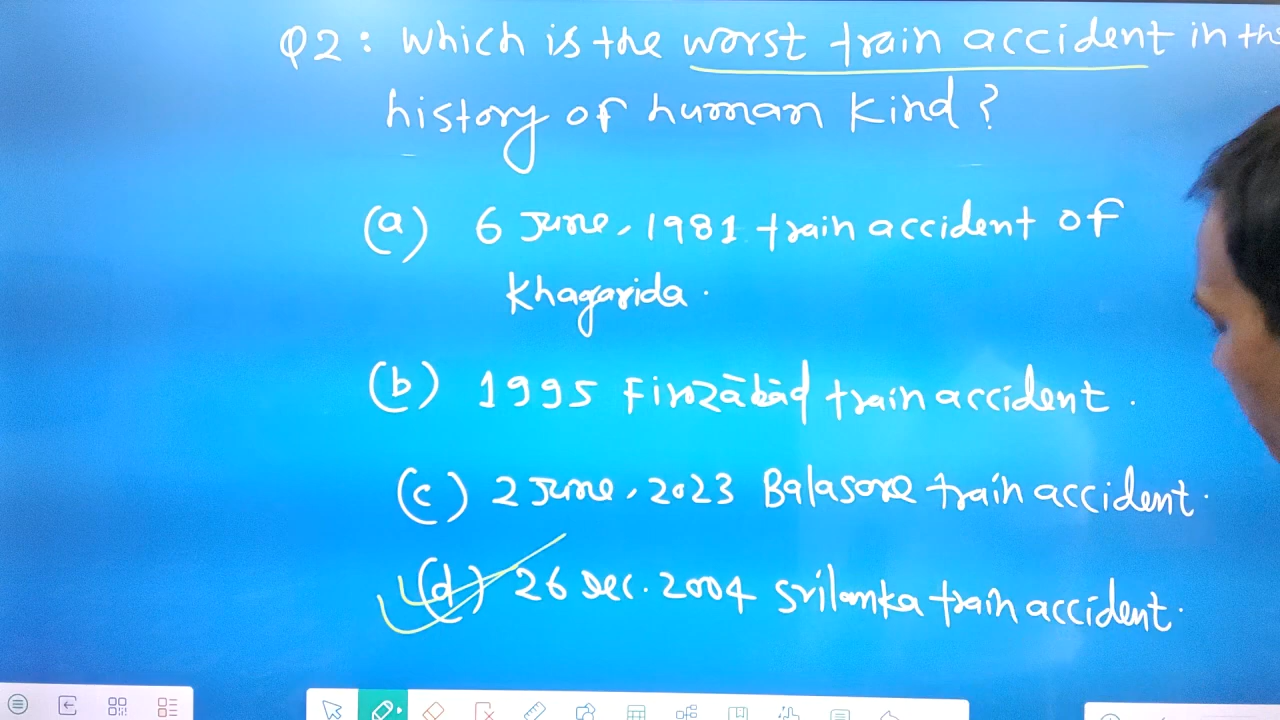 Q2: Which is the worst train accident in the
history of human kind?
(a) 6 June, 1981 train accident of
Khagarida.
(b) 1995 Firozābād train accident.
(c) 2 June, 2023 Balasore train accident.
(d) 26 Dec. 2004 Srilanka train accident.